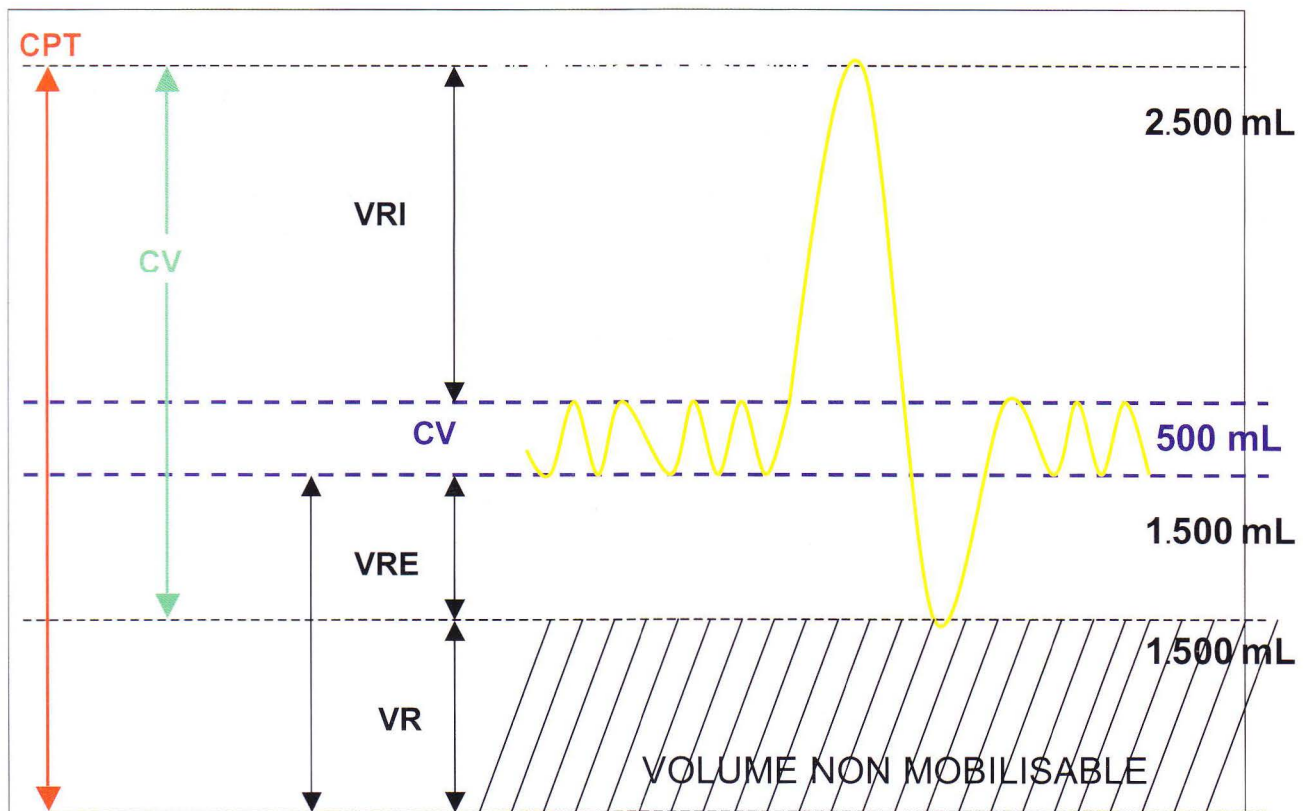 CPT
2.500 mL
VRI
CV
CV
500 mL
1.500 mL
VRE
1.500 mL
VR
VOLUME NON MOBILISABLE